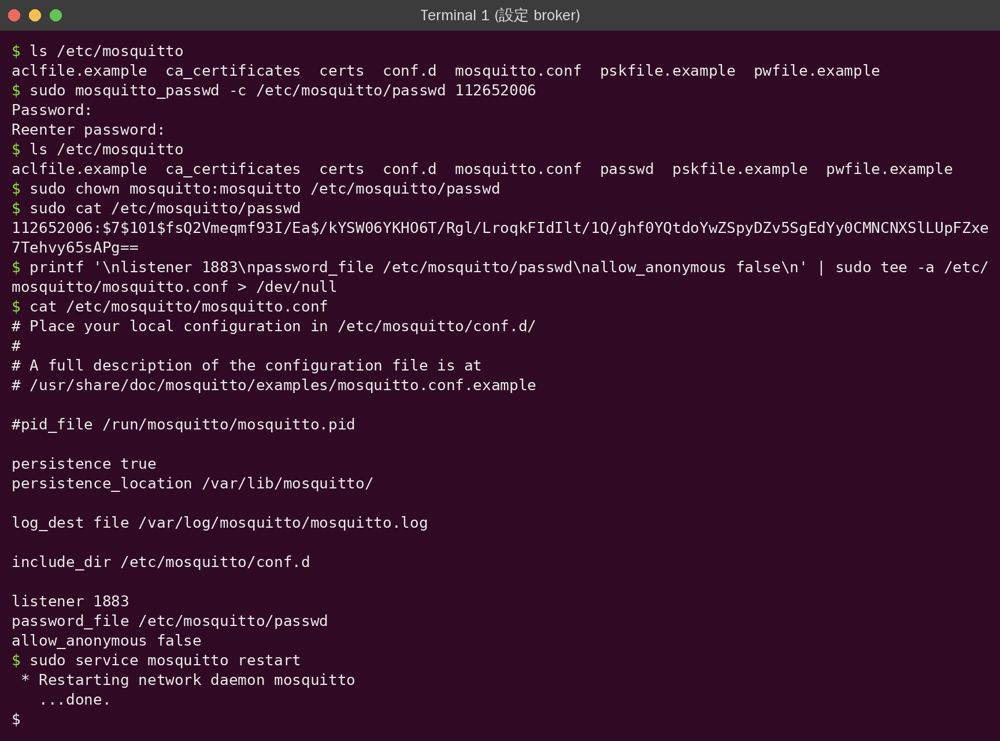 Terminal 1 (設定 broker)
$ ls /etc/mosquitto
aclfile.example  ca_certificates  certs  conf.d  mosquitto.conf  pskfile.example  pwfile.example
$ sudo mosquitto_passwd -c /etc/mosquitto/passwd 112652006
Password:
Reenter password:
$ ls /etc/mosquitto
aclfile.example  ca_certificates  certs  conf.d  mosquitto.conf  passwd  pskfile.example  pwfile.example
$ sudo chown mosquitto:mosquitto /etc/mosquitto/passwd
$ sudo cat /etc/mosquitto/passwd
112652006:$7$101$fsQ2Vmeqmf93I/Ea$/kYSW06YKHO6T/Rgl/LroqkFIdIlt/1Q/ghf0YQtdoYwZSpyDZv5SgEdYy0CMNCNXSlLUpFZxe
7Tehvy65sAPg==
$ printf '\nlistener 1883\npassword_file /etc/mosquitto/passwd\nallow_anonymous false\n' | sudo tee -a /etc/
mosquitto/mosquitto.conf > /dev/null
$ cat /etc/mosquitto/mosquitto.conf
# Place your local configuration in /etc/mosquitto/conf.d/
#
# A full description of the configuration file is at
# /usr/share/doc/mosquitto/examples/mosquitto.conf.example

#pid_file /run/mosquitto/mosquitto.pid

persistence true
persistence_location /var/lib/mosquitto/

log_dest file /var/log/mosquitto/mosquitto.log

include_dir /etc/mosquitto/conf.d

listener 1883
password_file /etc/mosquitto/passwd
allow_anonymous false
$ sudo service mosquitto restart
 * Restarting network daemon mosquitto
   ...done.
$